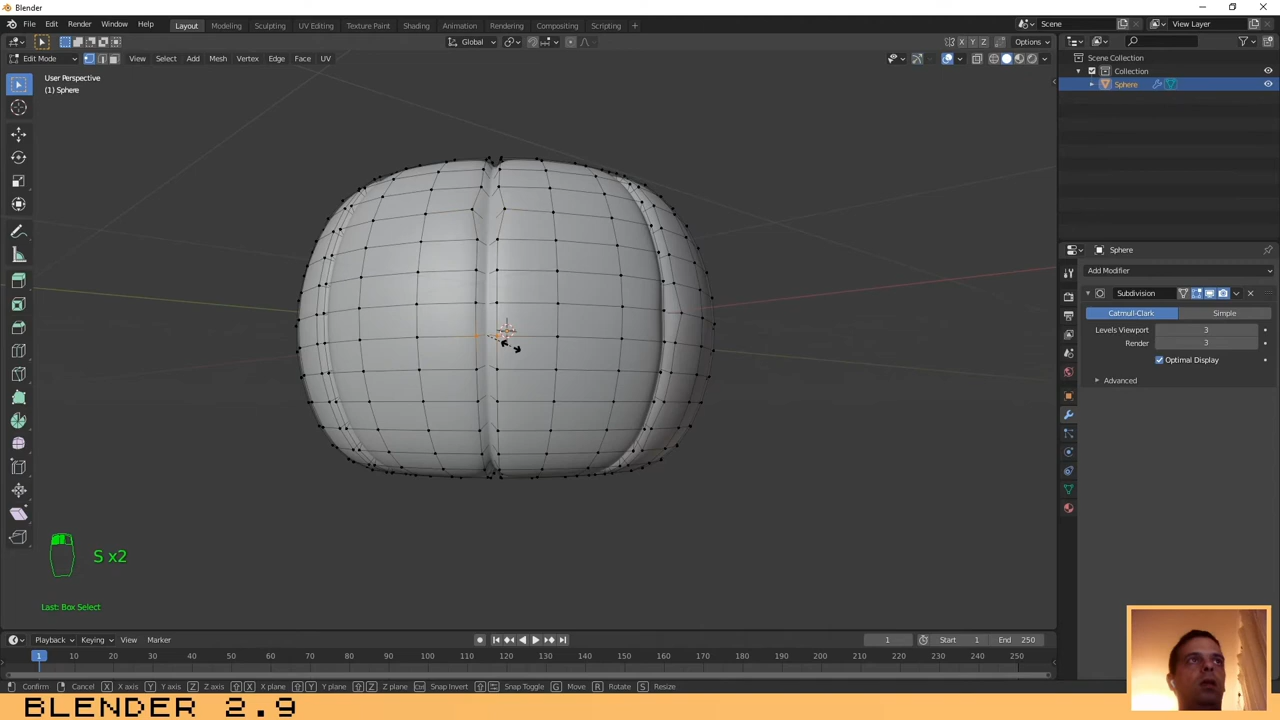 Blender
File Edit Render Window Help Layout Modeling Sculpting UV Editing Texture Paint Shading Animation Rendering Compositing Scripting + Scene View Layer
Global X Y Z Options
Edit Mode View Select Add Mesh Vertex Edge Face UV
User Perspective
(1) Sphere
Scene Collection
Collection
Sphere
Sphere
Add Modifier
Subdivision
Catmull-Clark Simple
Levels Viewport 3
Render 3
Optimal Display
Advanced
S x2
Last: Box Select
Playback Keying View Marker 1 Start 1 End 250
1 10 20 30 40 50 60 70 80 90 100 110 120 130 140 150 160 170 180 190 200 210 220 230 240 250
Confirm Cancel X X axis Y Y axis Z Z axis X X plane Y Y plane Z Z plane Ctrl Snap Invert Snap Toggle G Move R Rotate S Resize
BLENDER 2.9